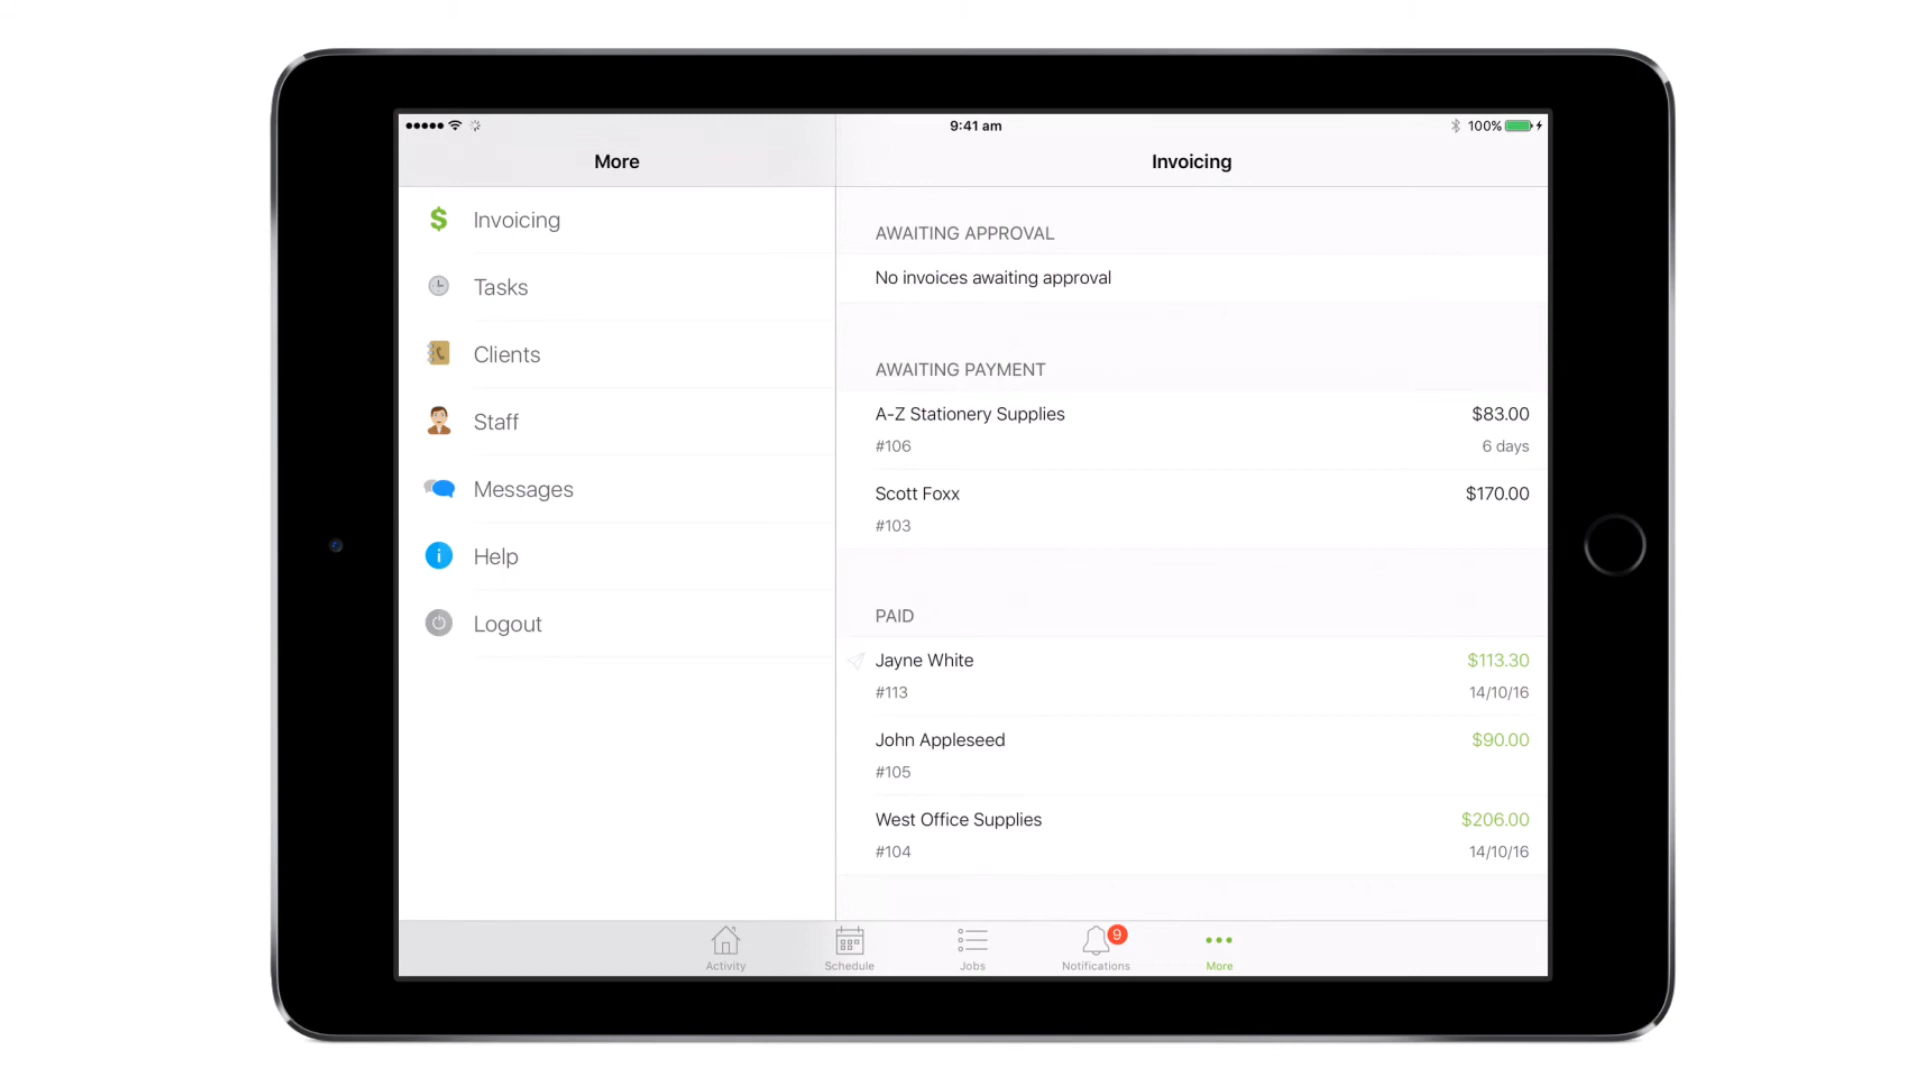 9:41 am
100%
More
Invoicing
Invoicing
Tasks
Clients
Staff
Messages
Help
Logout
AWAITING APPROVAL
No invoices awaiting approval
AWAITING PAYMENT
A-Z Stationery Supplies $83.00
#106 6 days
Scott Foxx $170.00
#103
PAID
Jayne White $113.30
#113 14/10/16
John Appleseed $90.00
#105
West Office Supplies $206.00
#104 14/10/16
9
Activity Schedule Jobs Notifications More